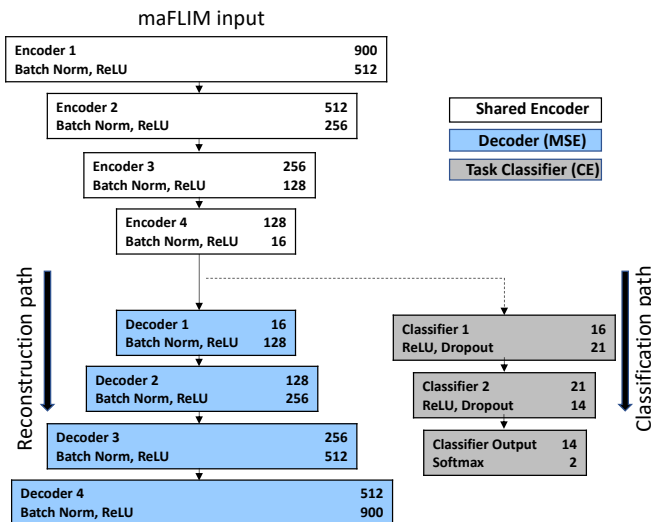 maFLIM input
Encoder 1 900
Batch Norm, ReLU 512
Encoder 2 512
Batch Norm, ReLU 256
Encoder 3 256
Batch Norm, ReLU 128
Encoder 4 128
Batch Norm, ReLU 16
Shared Encoder
Decoder (MSE)
Task Classifier (CE)
Reconstruction path
Decoder 1 16
Batch Norm, ReLU 128
Decoder 2 128
Batch Norm, ReLU 256
Decoder 3 256
Batch Norm, ReLU 512
Decoder 4 512
Batch Norm, ReLU 900
Classifier 1 16
ReLU, Dropout 21
Classifier 2 21
ReLU, Dropout 14
Classifier Output 14
Softmax 2
Classification path